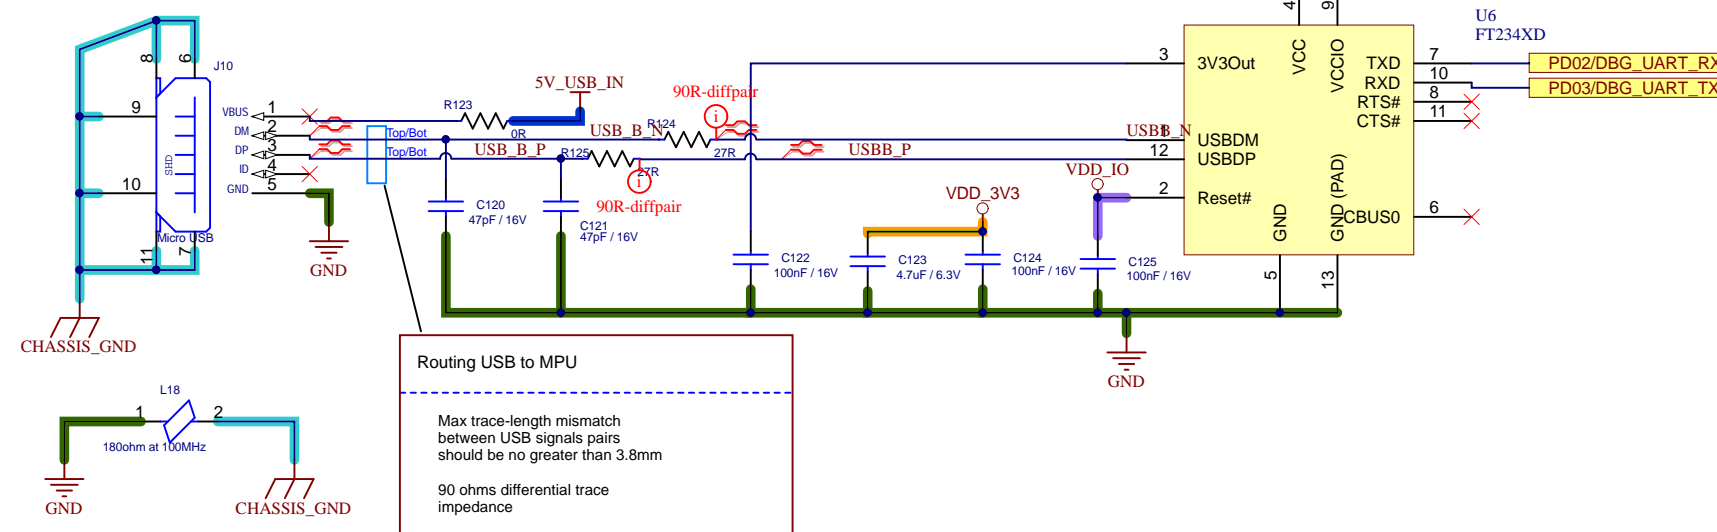 U6
FT234XD
4
9
J10
8
6
9
10
11
7
SHD
Micro USB
VBUS
DM
DP
ID
GND
1
2
3
4
5
GND
CHASSIS_GND
Top/Bot
Top/Bot
R123
0R
5V_USB_IN
USB_B_N
USB_B_P
R124
27R
R125
27R
90R-diffpair
i
i
90R-diffpair
USBB_N
USBB_P
C120
47pF / 16V
C121
47pF / 16V
C122
100nF / 16V
C123
4.7uF / 6.3V
C124
100nF / 16V
C125
100nF / 16V
VDD_3V3
VDD_IO
GND
3
1
12
2
3V3Out
USBDM
USBDP
Reset#
VCC
VCCIO
TXD
RXD
RTS#
CTS#
CBUS0
GND
GND (PAD)
5
13
7
10
8
11
6
PD02/DBG_UART_RX
PD03/DBG_UART_TX
L18
1
2
180ohm at 100MHz
GND
CHASSIS_GND
Routing USB to MPU
Max trace-length mismatch
between USB signals pairs
should be no greater than 3.8mm
90 ohms differential trace
impedance